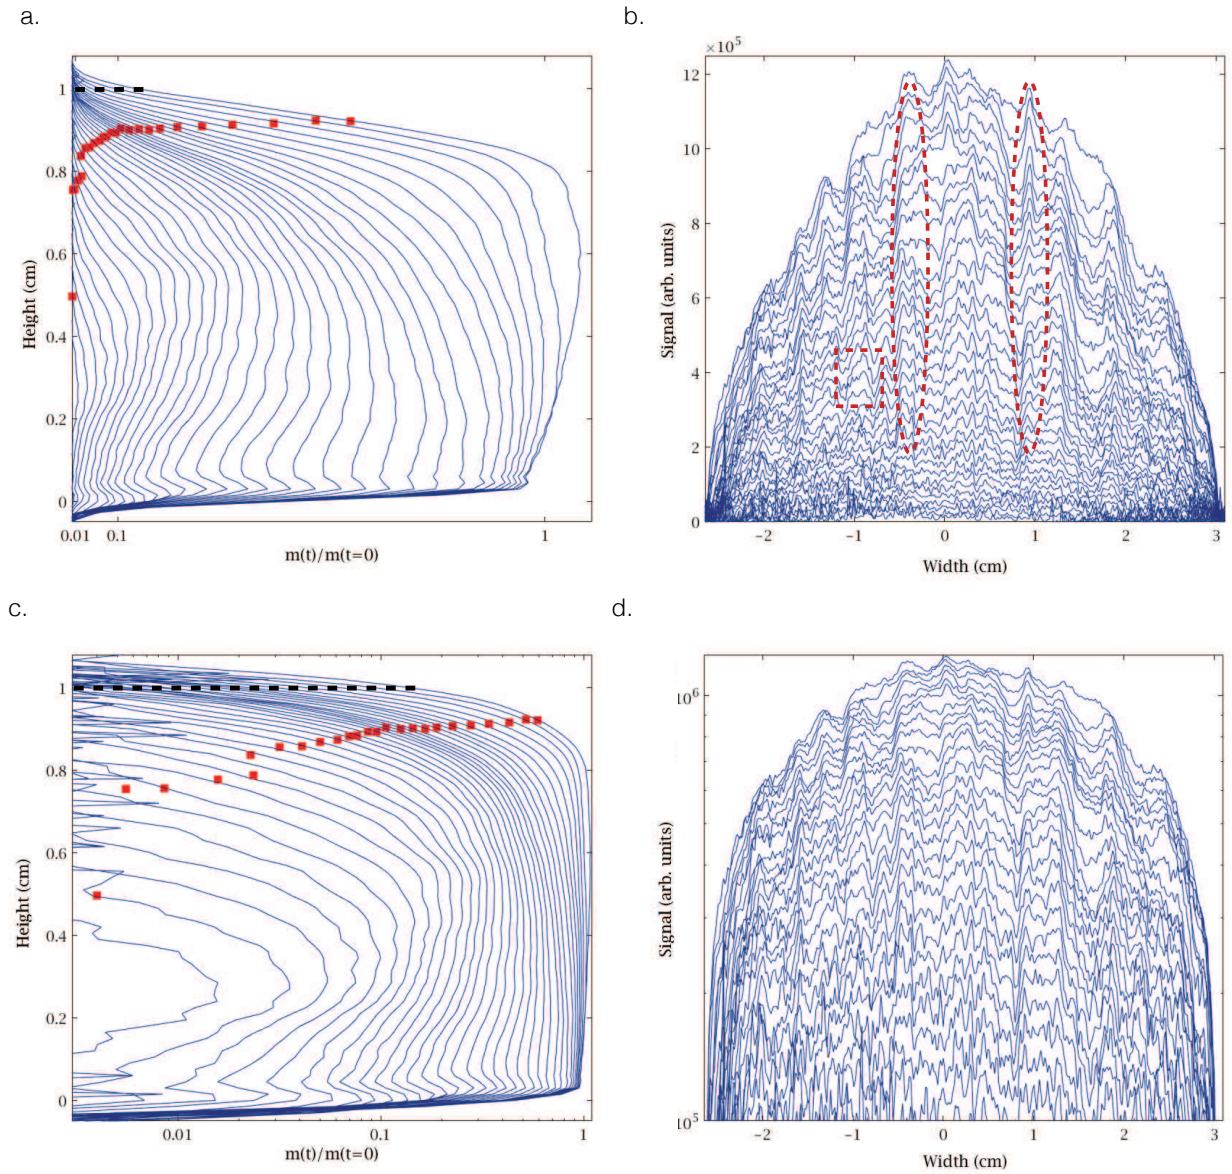 a.
b.
×10⁵
1
0.8
0.6
0.4
0.2
0
Height (cm)
0.01 0.1 1
m(t)/m(t=0)
12
10
8
6
4
2
0
Signal (arb. units)
−2 −1 0 1 2 3
Width (cm)
c.
d.
1
0.8
0.6
0.4
0.2
0
Height (cm)
0.01 0.1 1
m(t)/m(t=0)
10⁶
10⁵
Signal (arb. units)
−2 −1 0 1 2 3
Width (cm)